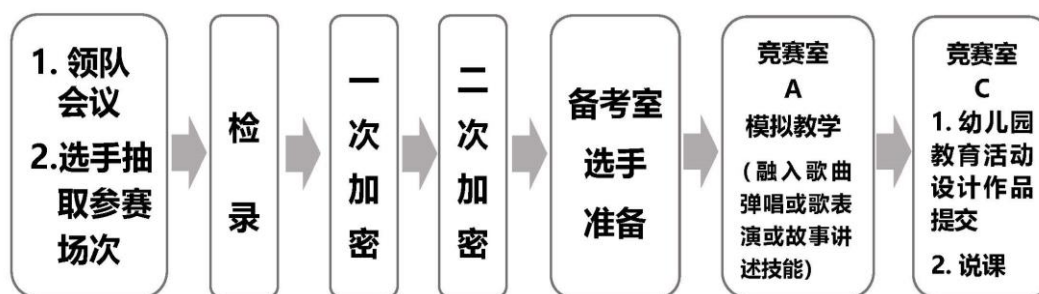 1. 领队
会议
2.选手抽
取参赛
场次
检
录
一
次
加
密
二
次
加
密
备考室
选手
准备
竞赛室
A
模拟教学
(融入歌曲
弹唱或歌表
演或故事讲
述技能)
竞赛室
C
1. 幼儿园
教育活动
设计作品
提交
2. 说课